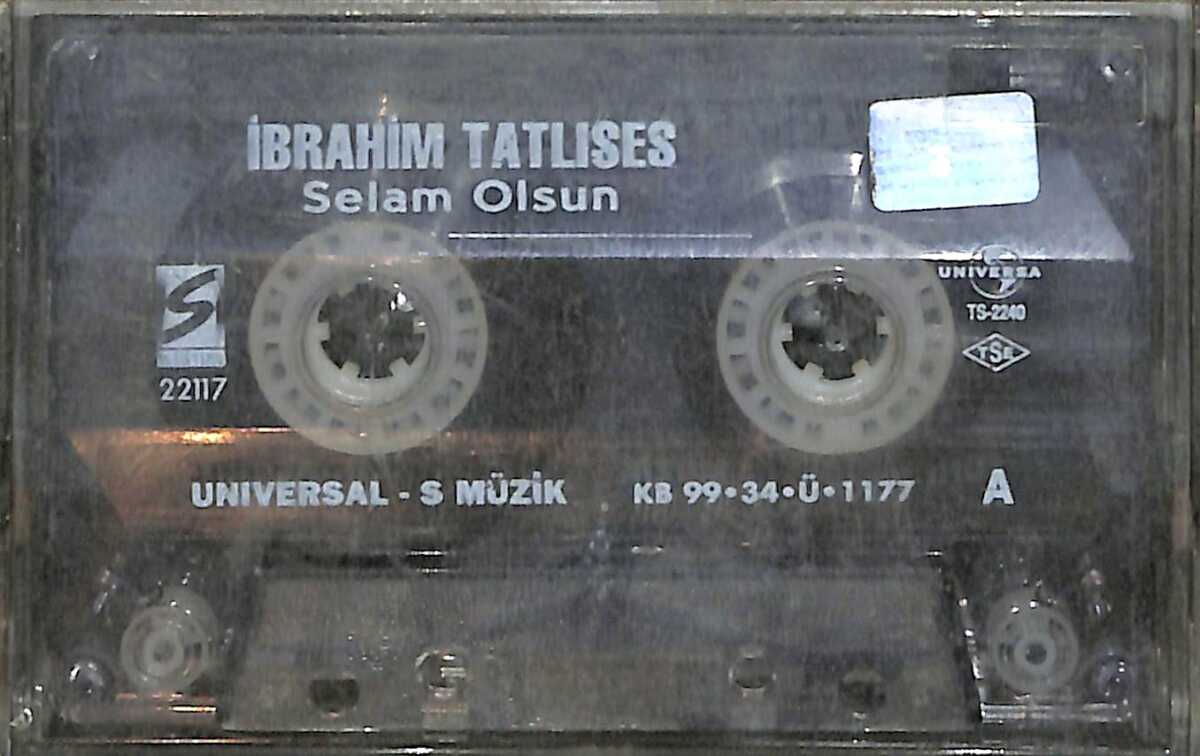 İBRAHİM TATLISES
Selam Olsun
UNIVERSA
TS-2240
TSE
22117
UNIVERSAL - S MÜZİK
KB 99•34•Ü•1177
A